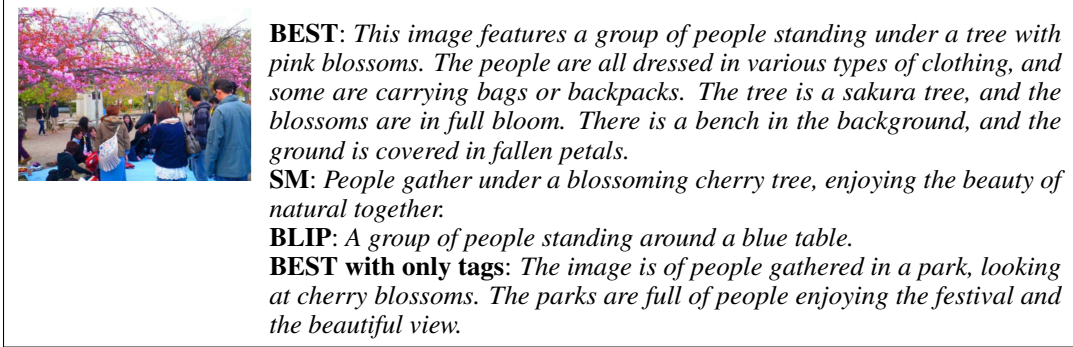 BEST: This image features a group of people standing under a tree with
pink blossoms. The people are all dressed in various types of clothing, and
some are carrying bags or backpacks. The tree is a sakura tree, and the
blossoms are in full bloom. There is a bench in the background, and the
ground is covered in fallen petals.
SM: People gather under a blossoming cherry tree, enjoying the beauty of
natural together.
BLIP: A group of people standing around a blue table.
BEST with only tags: The image is of people gathered in a park, looking
at cherry blossoms. The parks are full of people enjoying the festival and
the beautiful view.